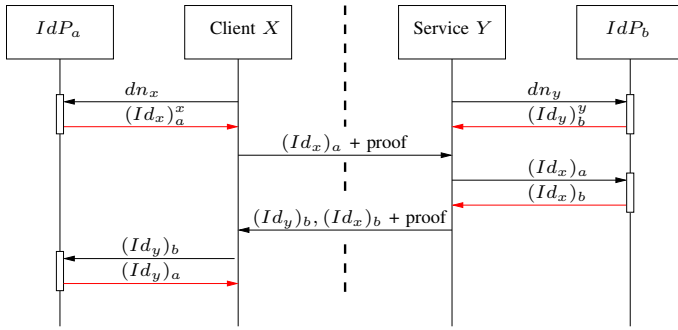 IdP_a Client X Service Y IdP_b
dn_x dn_y
(Id_x)_a^x (Id_y)_b^y
(Id_x)_a + proof
(Id_x)_a
(Id_x)_b
(Id_y)_b, (Id_x)_b + proof
(Id_y)_b
(Id_y)_a